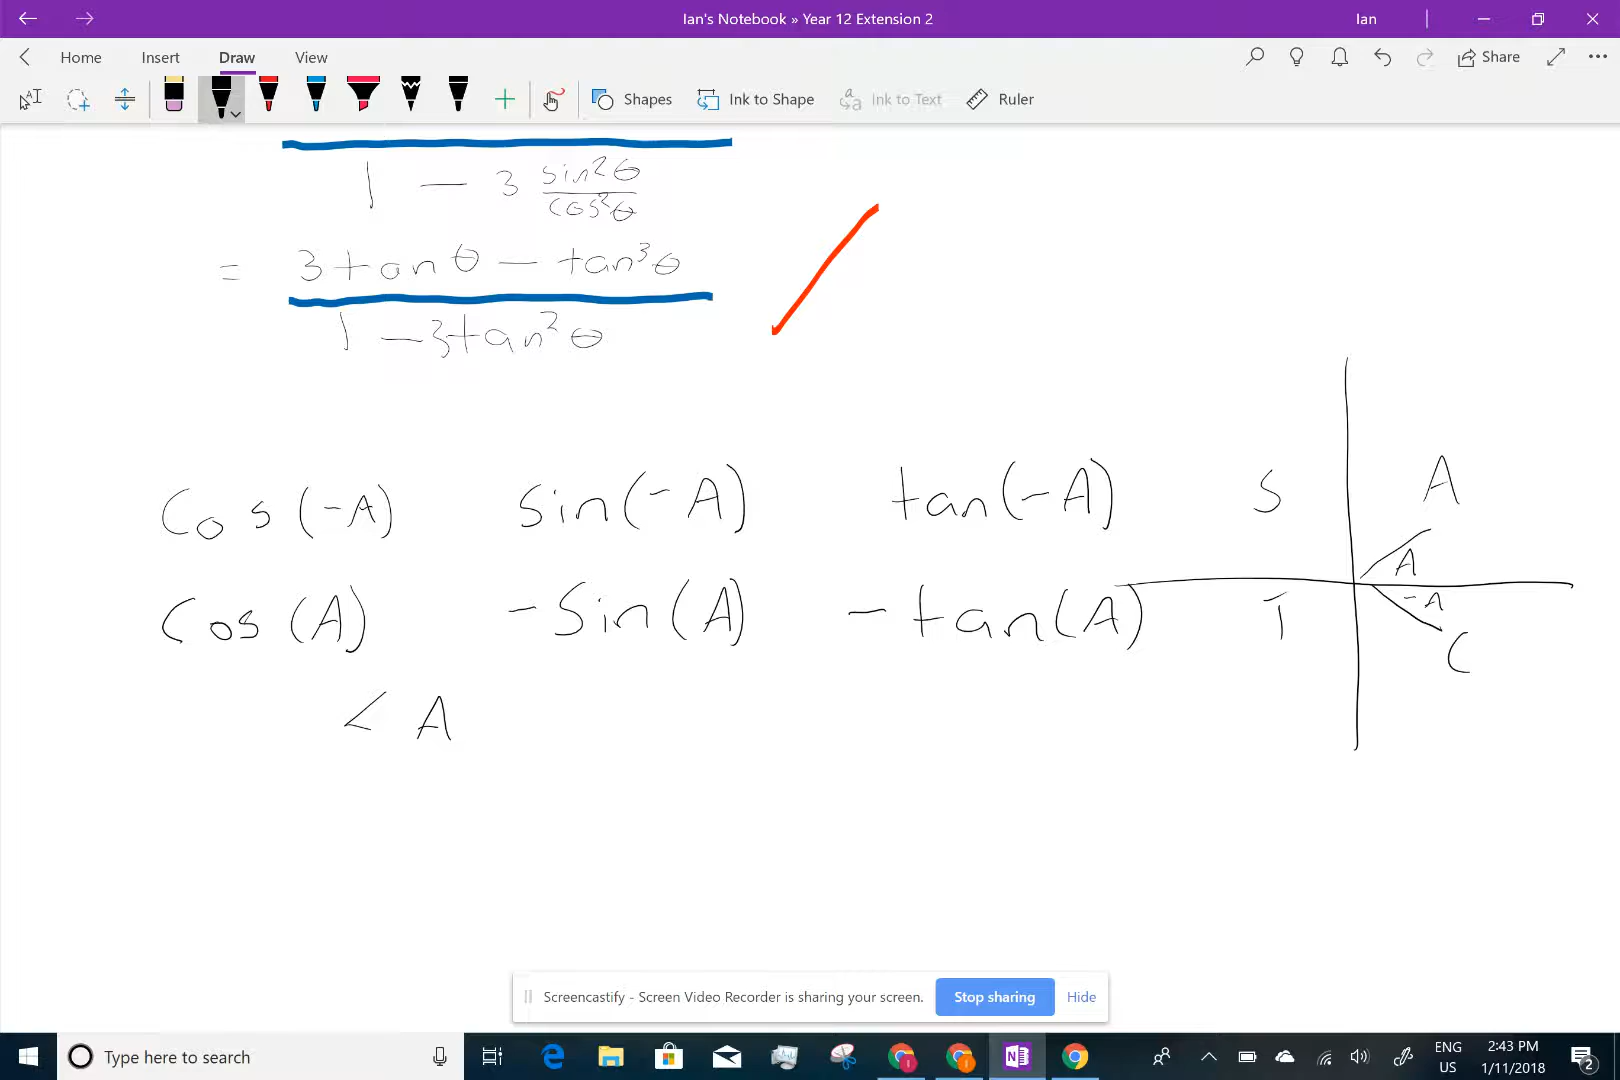 Ian's Notebook » Year 12 Extension 2
Ian
Home Insert Draw View
Share
Shapes Ink to Shape Ink to Text Ruler
1 - 3 sin²θ
cos²θ
= 3tanθ - tan³θ
1 - 3tan²θ
Cos(-A) sin(-A) tan(-A) S A
A
Cos(A) -Sin(A) -tan(A) T -A
C
< A
Screencastify - Screen Video Recorder is sharing your screen. Stop sharing Hide
Type here to search
ENG
US
2:43 PM
1/11/2018
2